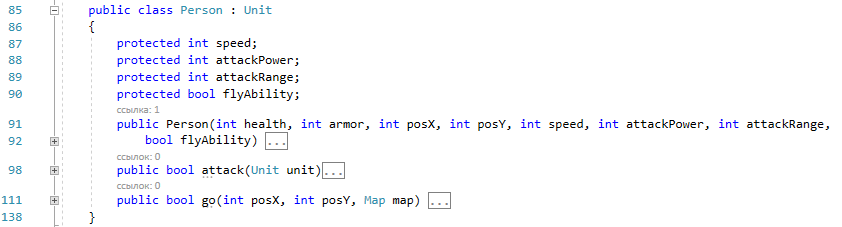 85 public class Person : Unit
86 {
87 protected int speed;
88 protected int attackPower;
89 protected int attackRange;
90 protected bool flyAbility;
ссылка: 1
91 public Person(int health, int armor, int posX, int posY, int speed, int attackPower, int attackRange,
92 bool flyAbility) ...
ссылок: 0
98 public bool attack(Unit unit)...
ссылок: 0
111 public bool go(int posX, int posY, Map map) ...
138 }